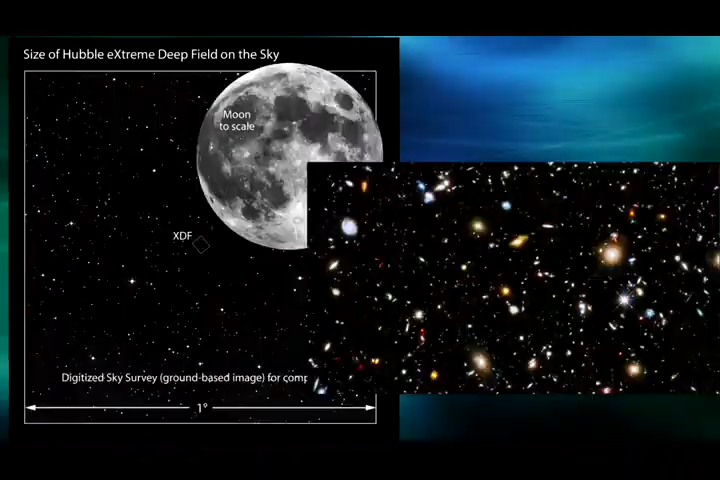 Size of Hubble eXtreme Deep Field on the Sky
Moon
to scale
XDF
Digitized Sky Survey (ground-based image) for comp
1°